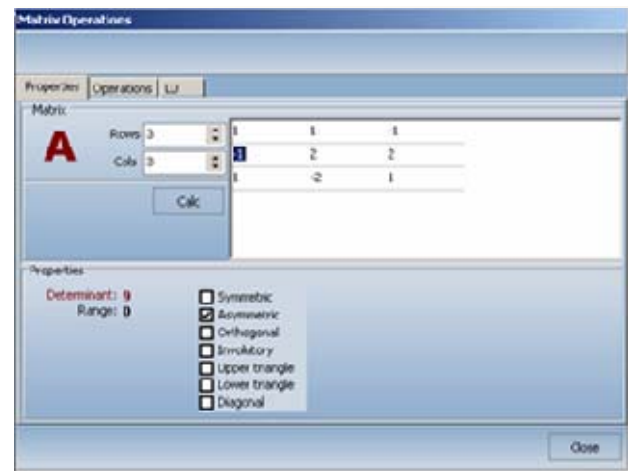 Matrix Operations
Properties Operations LU
Matrix
A
Rows 3
Cols 3
1 1 -1
-1 2 2
1 -2 1
Calc
Properties
Determinant: 9
Range: 0
Symmetric
Asymmetric
Orthogonal
Involutory
Upper triangle
Lower triangle
Diagonal
Close